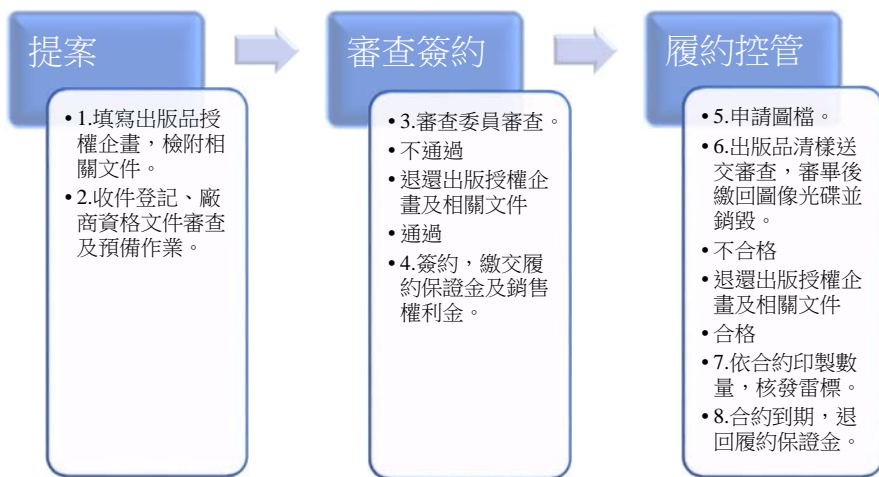 提案
•1.填寫出版品授
權企畫，檢附相
關文件。
•2.收件登記、廠
商資格文件審查
及預備作業。
審查簽約
•3.審查委員審查。
•不通過
•退還出版授權企
畫及相關文件
•通過
•4.簽約，繳交履
約保證金及銷售
權利金。
履約控管
•5.申請圖檔。
•6.出版品清樣送
交審查，審畢後
繳回圖像光碟並
銷毀。
•不合格
•退還出版授權企
畫及相關文件
•合格
•7.依合約印製數
量，核發雷標。
•8.合約到期，退
回履約保證金。